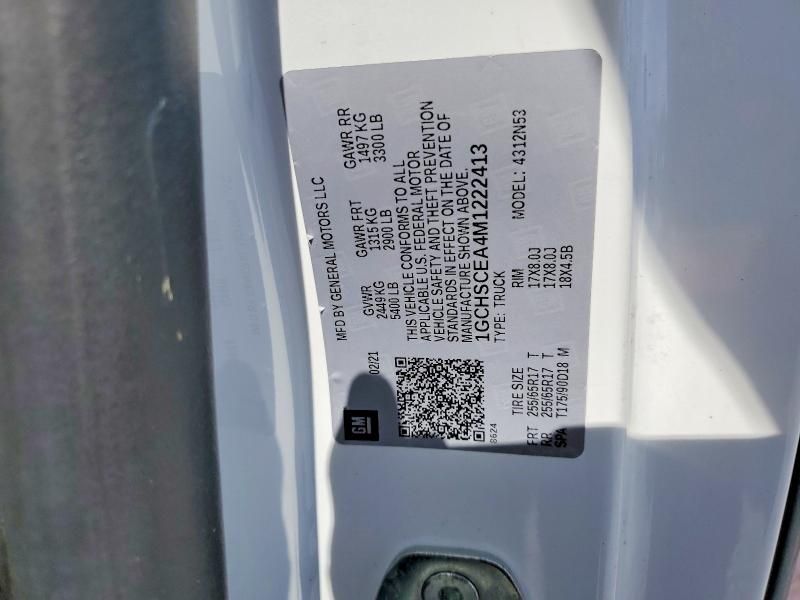 GM
02/21
MFD BY GENERAL MOTORS LLC
GVWR GAWR FRT GAWR RR
2449 KG 1315 KG 1497 KG
5400 LB 2900 LB 3300 LB
THIS VEHICLE CONFORMS TO ALL
APPLICABLE U.S. FEDERAL MOTOR
VEHICLE SAFETY AND THEFT PREVENTION
STANDARDS IN EFFECT ON THE DATE OF
MANUFACTURE SHOWN ABOVE.
1GCHSCEA4M1222413
8624
TYPE: TRUCK MODEL: 4312N53
TIRE SIZE RIM
FRT 255/65R17 T 17X8.0J
RR 255/65R17 T 17X8.0J
SPA T175/90D18 M 18X4.5B